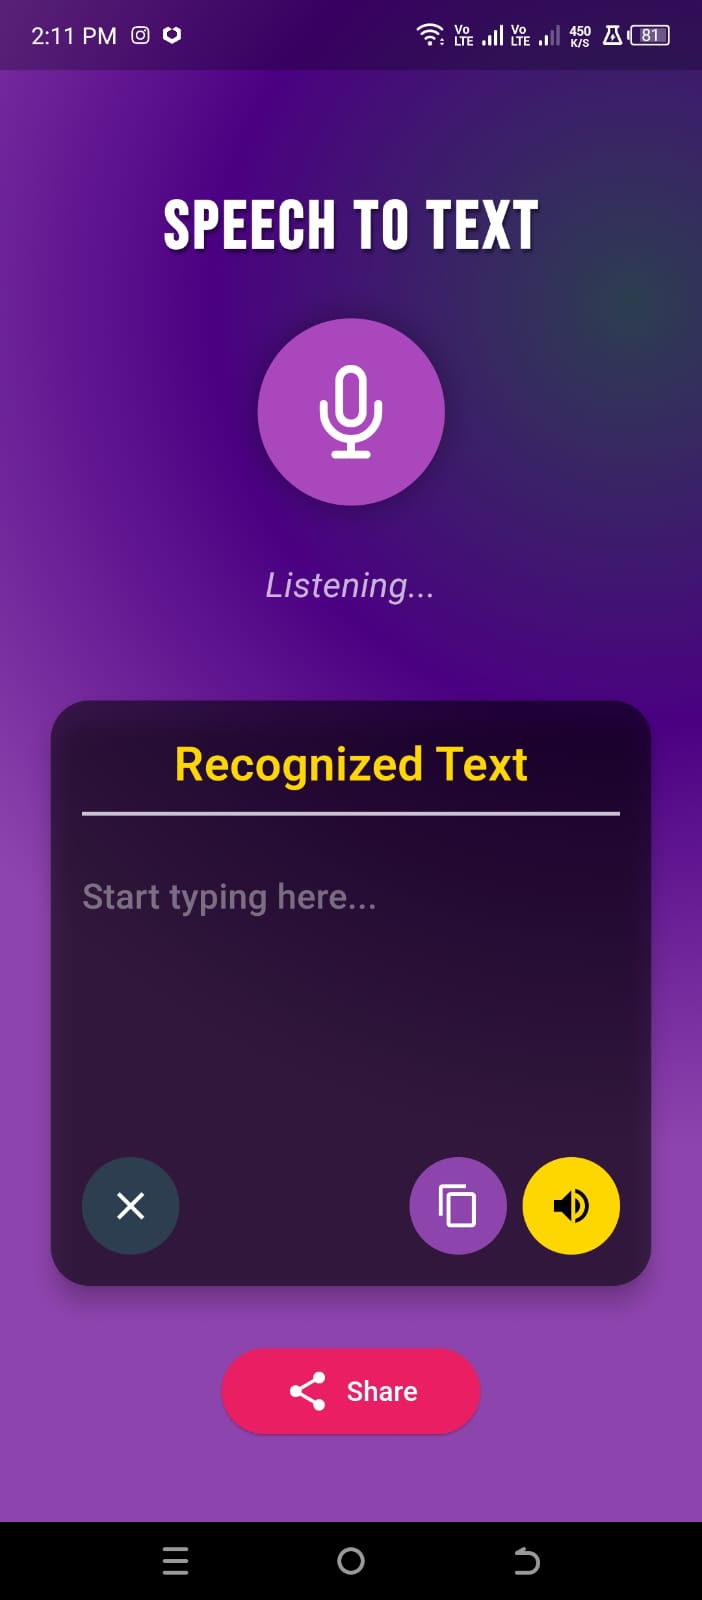 2:11 PM Vo LTE Vo LTE 450 K/S 81
SPEECH TO TEXT
Listening...
Recognized Text
Start typing here...
Share